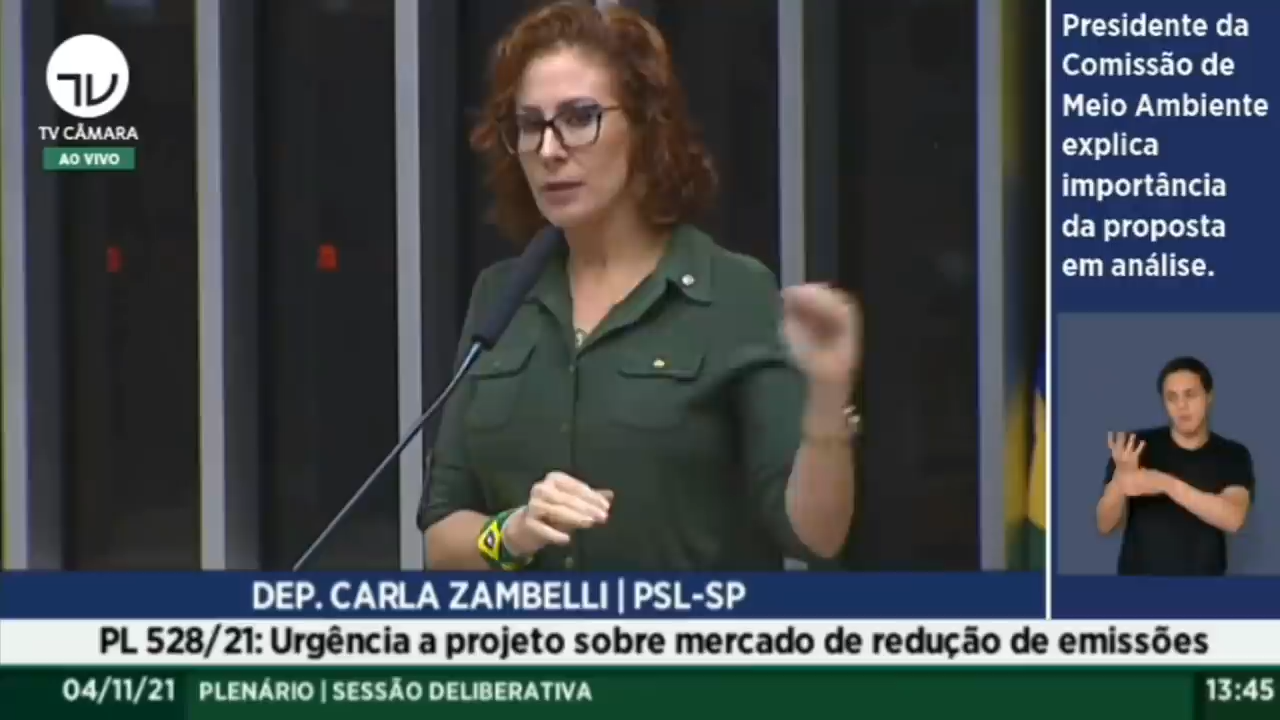 TV CÂMARA
AO VIVO
Presidente da
Comissão de
Meio Ambiente
explica
importância
da proposta
em análise.
DEP. CARLA ZAMBELLI | PSL-SP
PL 528/21: Urgência a projeto sobre mercado de redução de emissões
04/11/21 PLENÁRIO | SESSÃO DELIBERATIVA 13:45